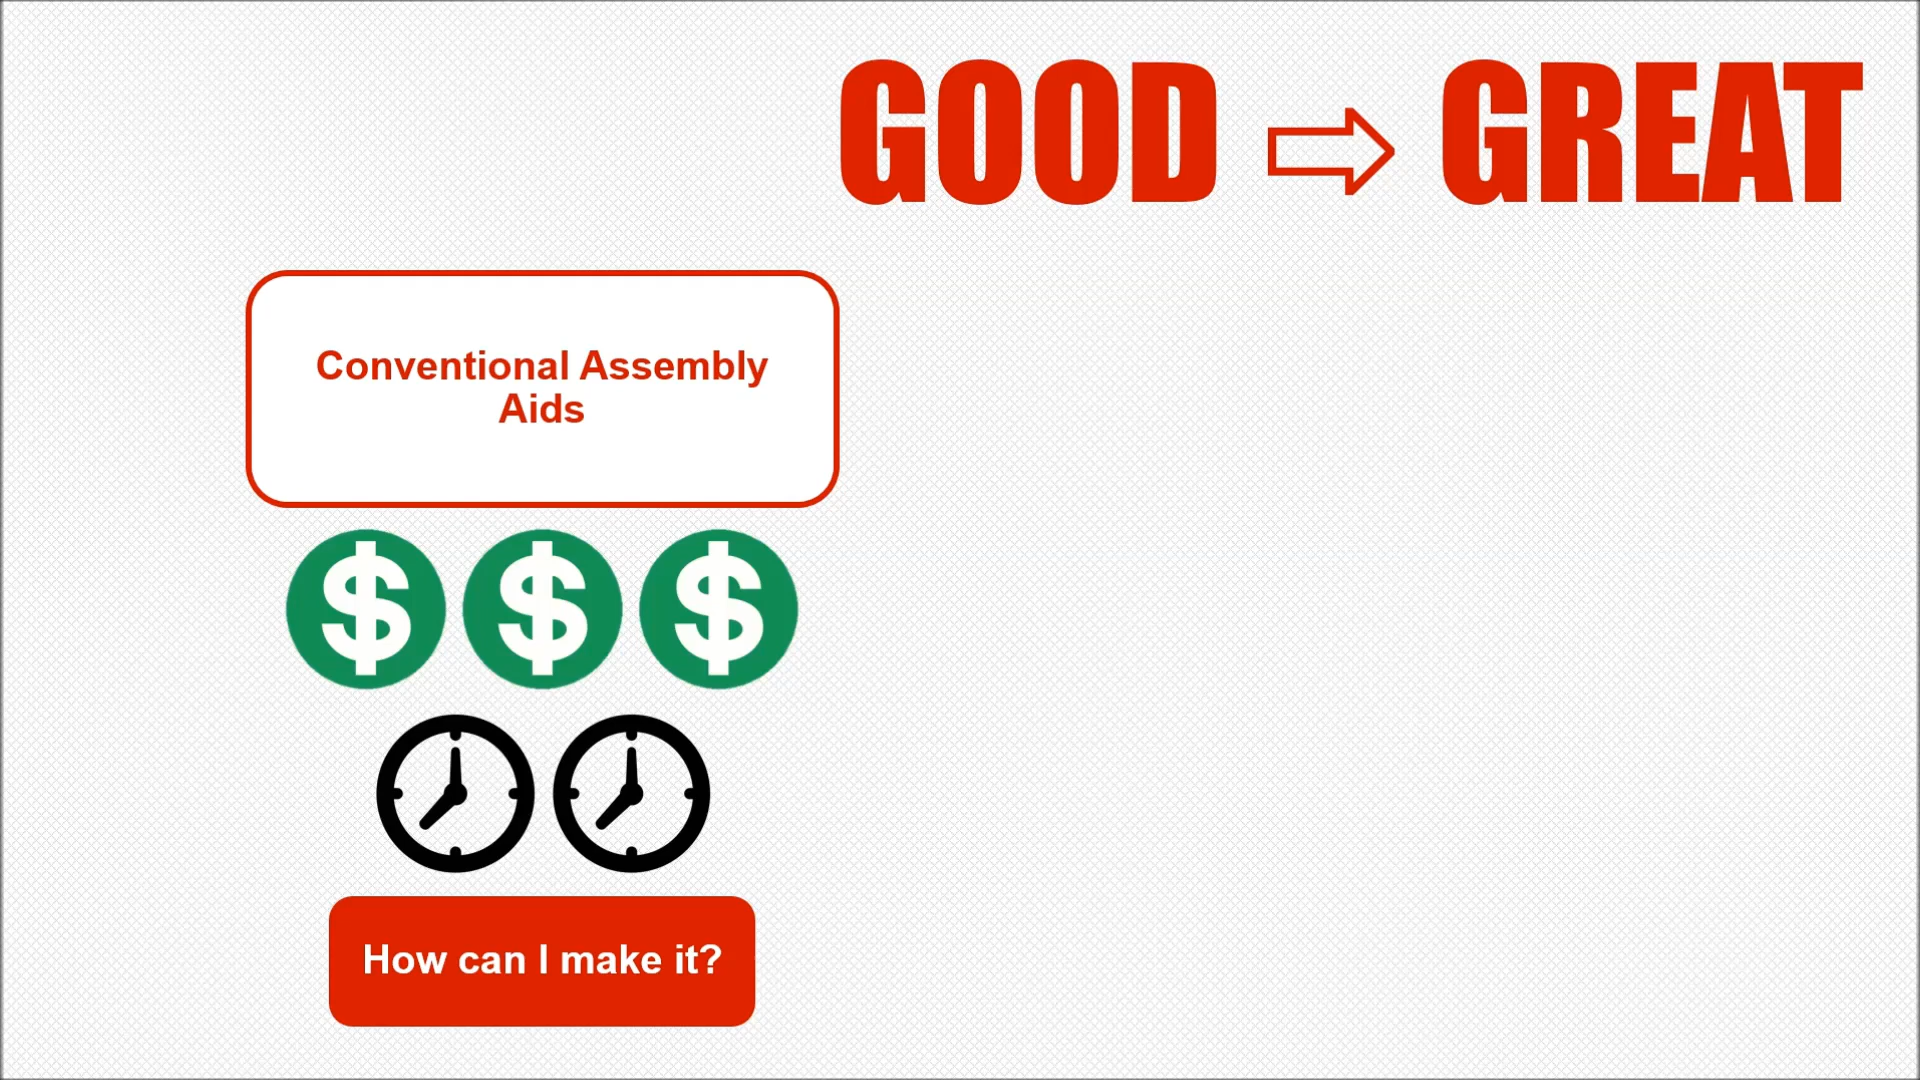 GOOD ⇨ GREAT
Conventional Assembly
Aids
$ $ $
How can I make it?